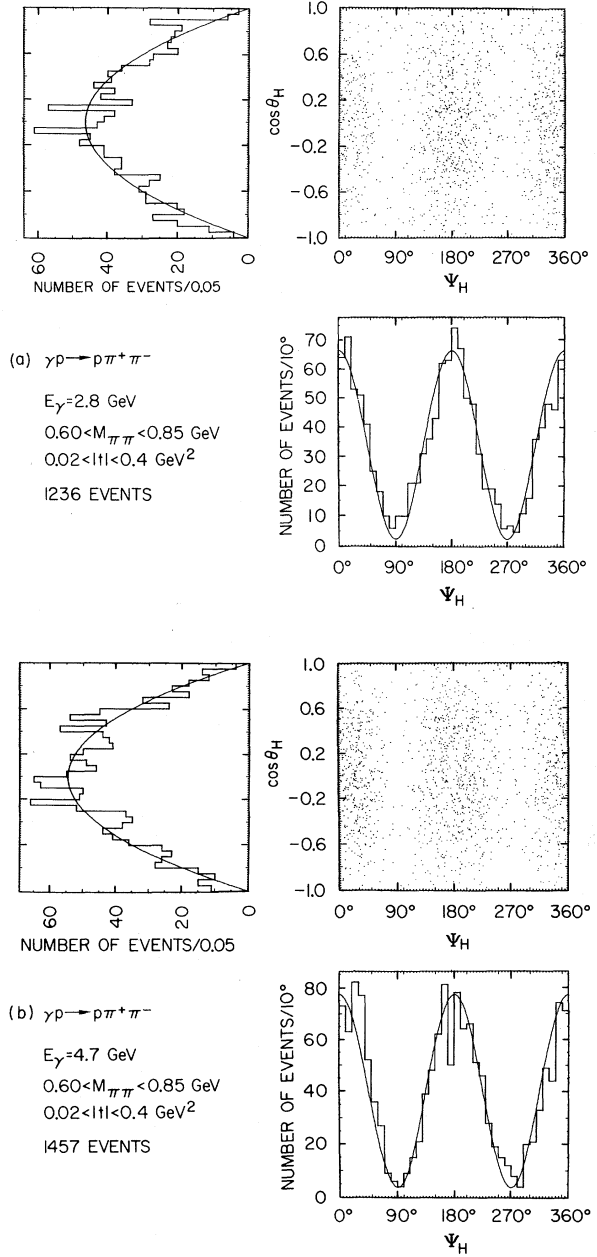 1.0
0.6
0.2
−0.2
−0.6
−1.0
cosθH
60
40
20
0
NUMBER OF EVENTS/0.05
0°
90°
180°
270°
360°
ΨH
(a) γp→pπ+π−
Eγ=2.8 GeV
0.60<Mππ<0.85 GeV
0.02<|t|<0.4 GeV2
1236 EVENTS
70
60
50
40
30
20
10
0
NUMBER OF EVENTS/10°
0°
90°
180°
270°
360°
ΨH
1.0
0.6
0.2
−0.2
−0.6
−1.0
cosθH
60
40
20
0
NUMBER OF EVENTS/0.05
0°
90°
180°
270°
360°
ΨH
(b) γp→pπ+π−
Eγ=4.7 GeV
0.60<Mππ<0.85 GeV
0.02<|t|<0.4 GeV2
1457 EVENTS
80
60
40
20
0
NUMBER OF EVENTS/10°
0°
90°
180°
270°
360°
ΨH